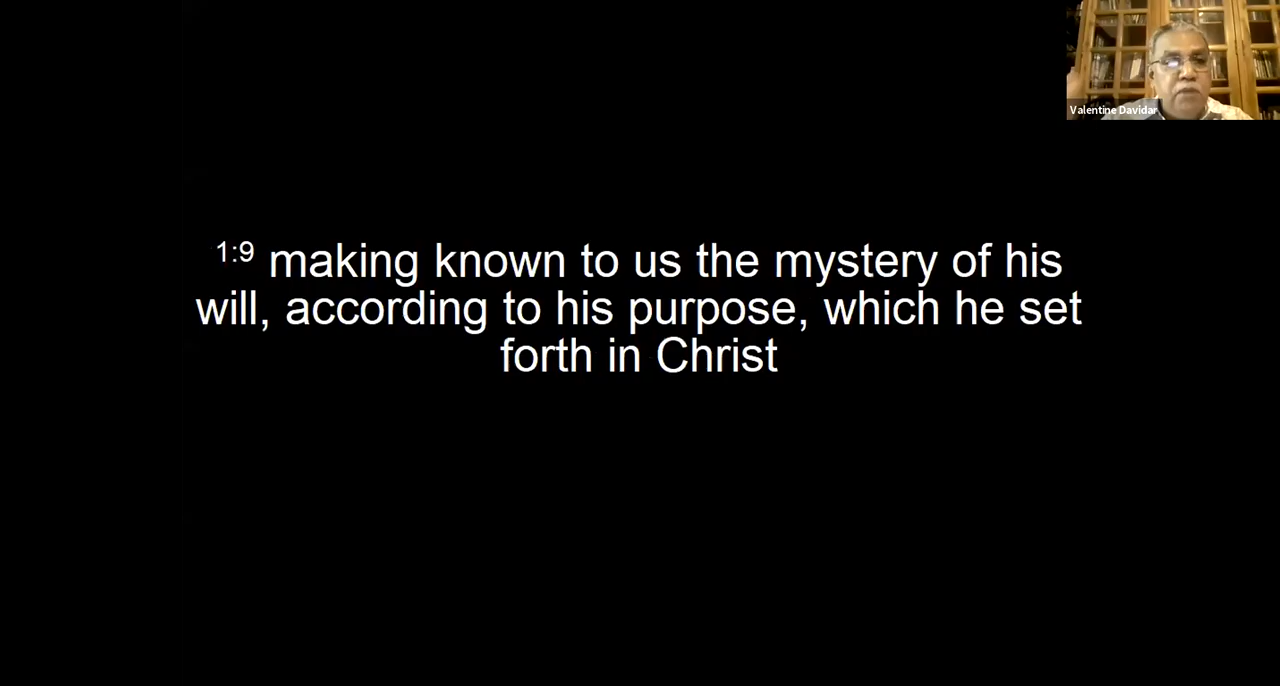 Valentine Davidar
1:9 making known to us the mystery of his
will, according to his purpose, which he set
forth in Christ